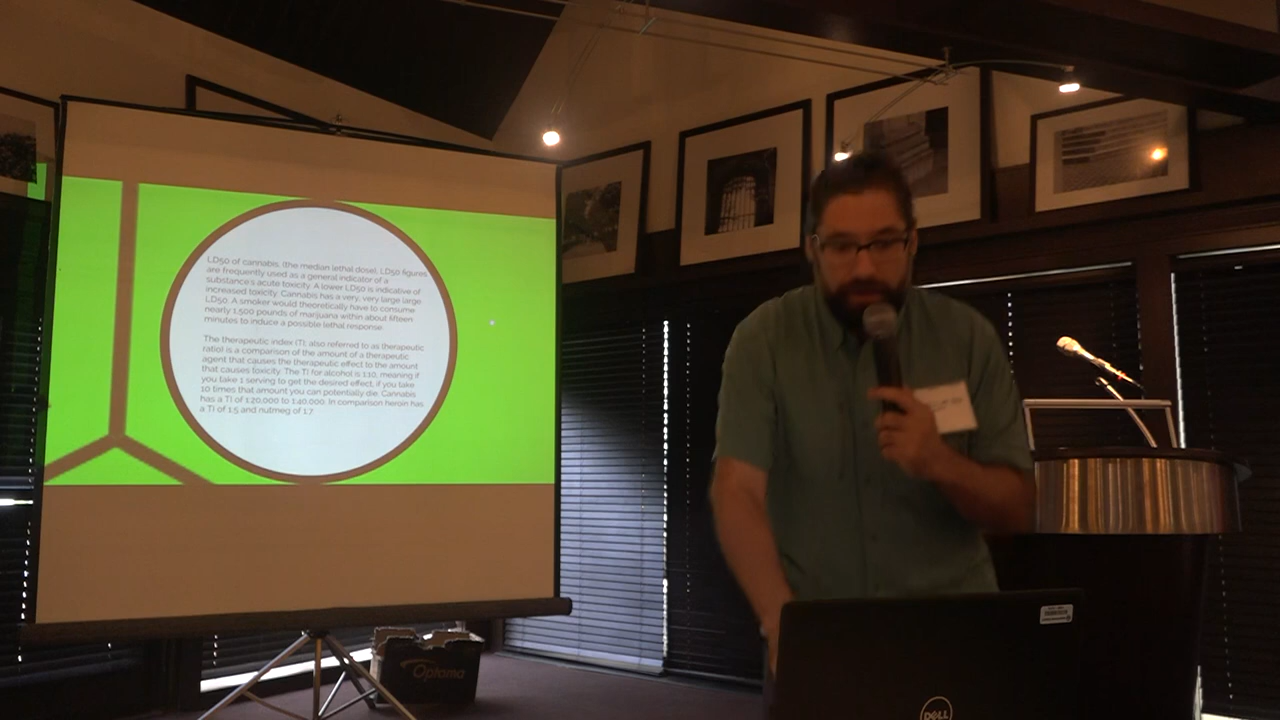 LD50 of cannabis, (the median lethal dose), LD50 figures
are frequently used as a general indicator of a
substance's acute toxicity. A lower LD50 is indicative of
increased toxicity. Cannabis has a very, very large large
LD50. A smoker would theoretically have to consume
nearly 1,500 pounds of marijuana within about fifteen
minutes to induce a possible lethal response.
The therapeutic index (TI; also referred to as therapeutic
ratio) is a comparison of the amount of a therapeutic
agent that causes the therapeutic effect to the amount
that causes toxicity. The TI for alcohol is 1:10, meaning if
you take 1 serving to get the desired effect, if you take
10 times that amount you can potentially die. Cannabis
has a TI of 1:20,000 to 1:40,000. In comparison heroin has
a TI of 1:5 and nutmeg of 1:7.
Optoma
DELL